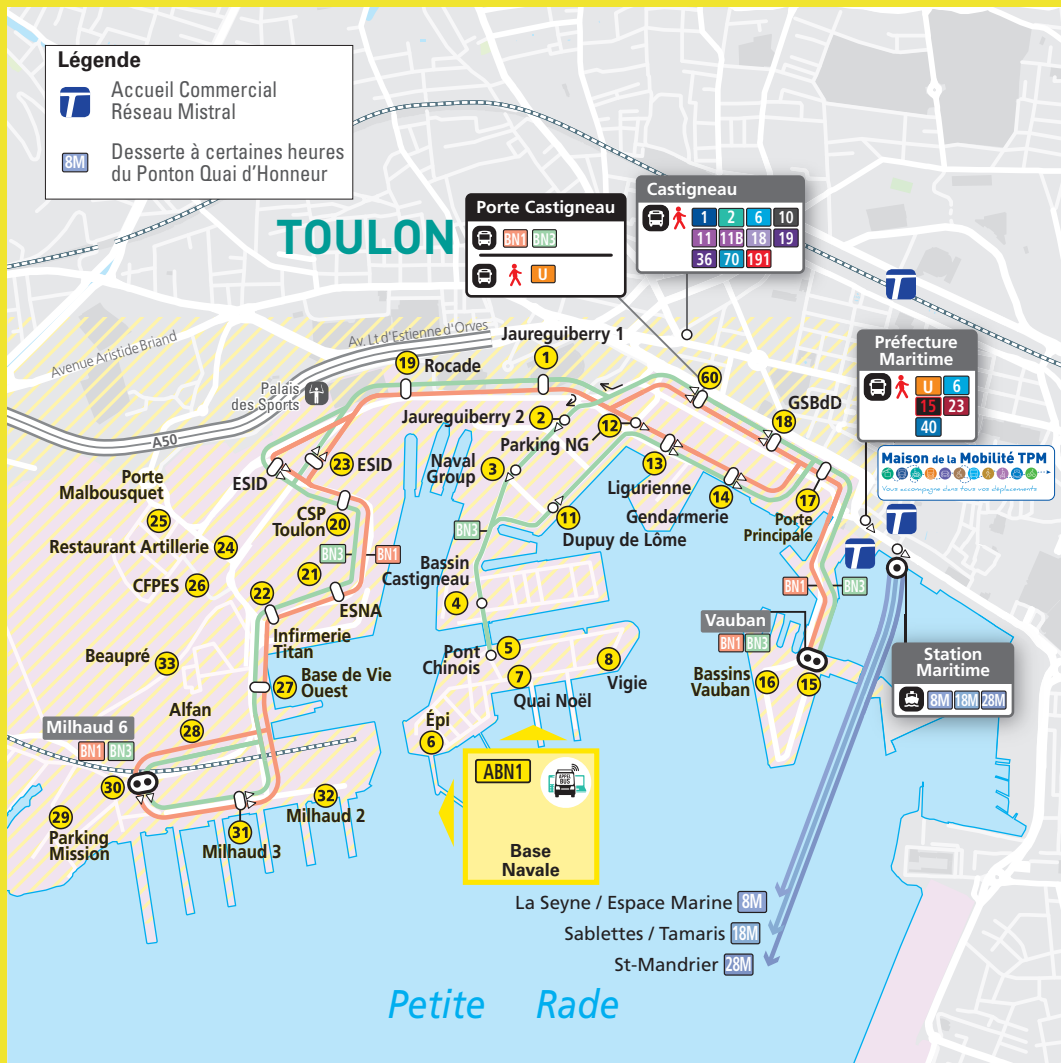 Légende
Accueil Commercial
Réseau Mistral
8M
Desserte à certaines heures
du Ponton Quai d'Honneur
TOULON
Porte Castigneau
BN1 BN3
U
Castigneau
1 2 6 10
11 11B 18 19
36 70 191
Préfecture
Maritime
U 6
15 23
40
Maison de la Mobilité TPM
Vous accompagne dans tous vos déplacements
Avenue Aristide Briand
Av. Lt d'Estienne d'Orves
Palais
des Sports
A50
Jaureguiberry 1
1
19 Rocade
60
GSBdD
18
Jaureguiberry 2 2
Parking NG 12
Naval
Group
3
13
Ligurienne
14
Gendarmerie
17
Porte
Principale
23 ESID
ESID
Porte
Malbousquet
25
Restaurant Artillerie 24
CFPES 26
CSP
Toulon 20
BN3
21
BN1
ESNA
22
Infirmerie
Titan
BN3
11
Dupuy de Lôme
Bassin
Castigneau
4
Pont
Chinois
5
7
Quai Noël
8
Vigie
Épi
6
BN1
BN3
Vauban
BN1 BN3
Bassins
Vauban
16
15
Station
Maritime
8M 18M 28M
Beaupré 33
27 Base de Vie
Ouest
Alfan
28
Milhaud 6
BN1 BN3
30
29
Parking
Mission
31
Milhaud 3
32
Milhaud 2
ABN1
APPEL
BUS
Base
Navale
La Seyne / Espace Marine 8M
Sablettes / Tamaris 18M
St-Mandrier 28M
Petite Rade